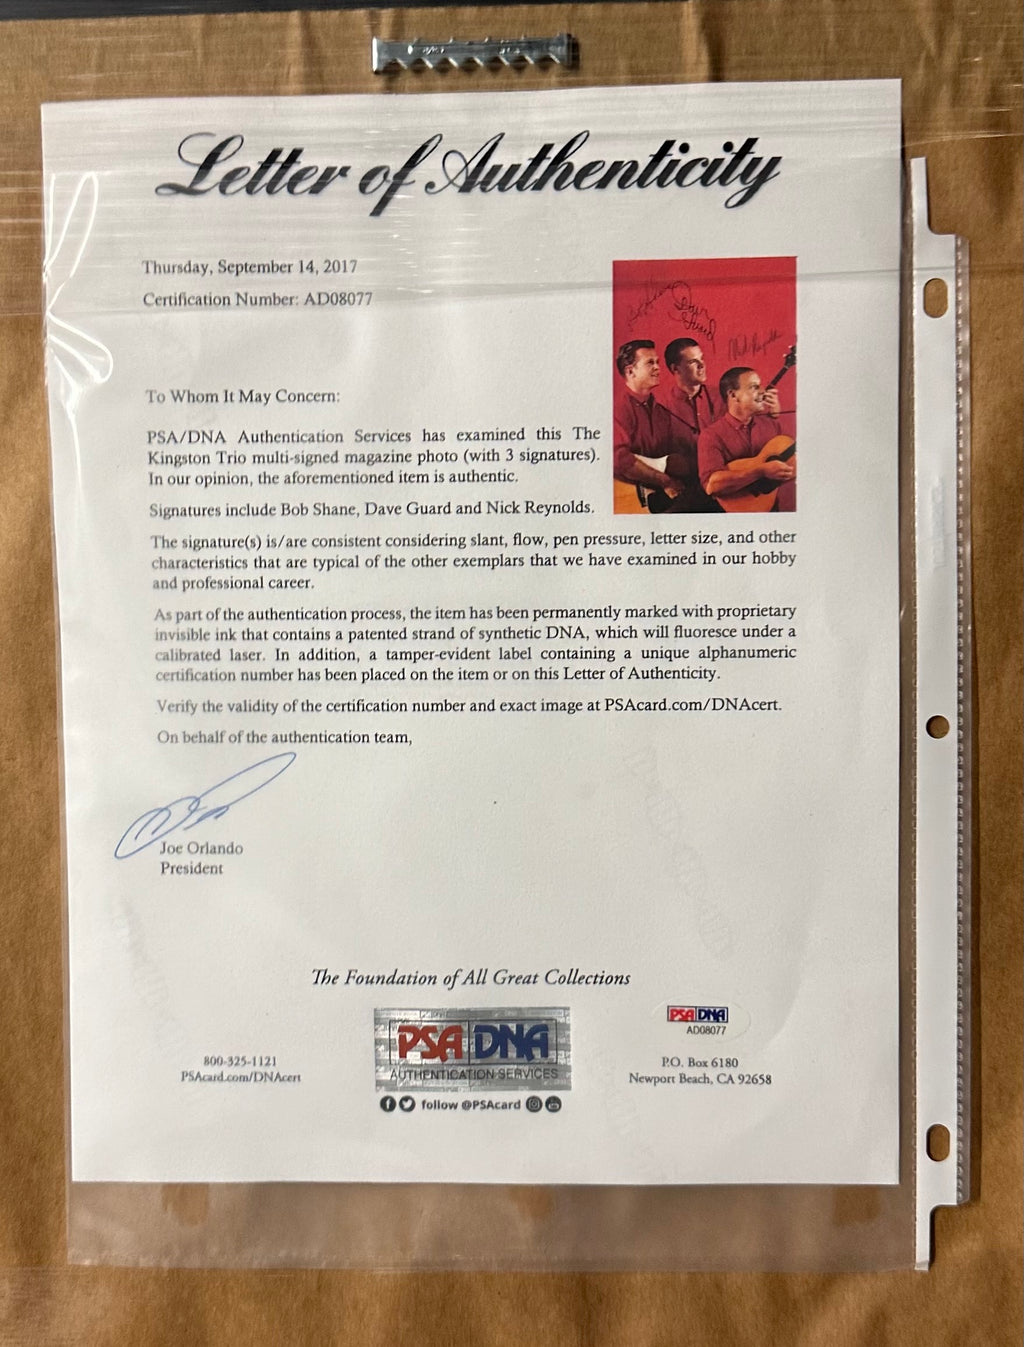 Letter of Authenticity
Thursday, September 14, 2017
Certification Number: AD08077
Bob Shane
Dave
Guard
Nick Reynolds
To Whom It May Concern:
PSA/DNA Authentication Services has examined this The
Kingston Trio multi-signed magazine photo (with 3 signatures).
In our opinion, the aforementioned item is authentic.
Signatures include Bob Shane, Dave Guard and Nick Reynolds.
The signature(s) is/are consistent considering slant, flow, pen pressure, letter size, and other
characteristics that are typical of the other exemplars that we have examined in our hobby
and professional career.
As part of the authentication process, the item has been permanently marked with proprietary
invisible ink that contains a patented strand of synthetic DNA, which will fluoresce under a
calibrated laser. In addition, a tamper-evident label containing a unique alphanumeric
certification number has been placed on the item or on this Letter of Authenticity.
Verify the validity of the certification number and exact image at PSAcard.com/DNAcert.
On behalf of the authentication team,
Joe Orlando
President
The Foundation of All Great Collections
800-325-1121
PSAcard.com/DNAcert
PSA DNA
AUTHENTICATION SERVICES
follow @PSAcard
PSA DNA
AD08077
P.O. Box 6180
Newport Beach, CA 92658